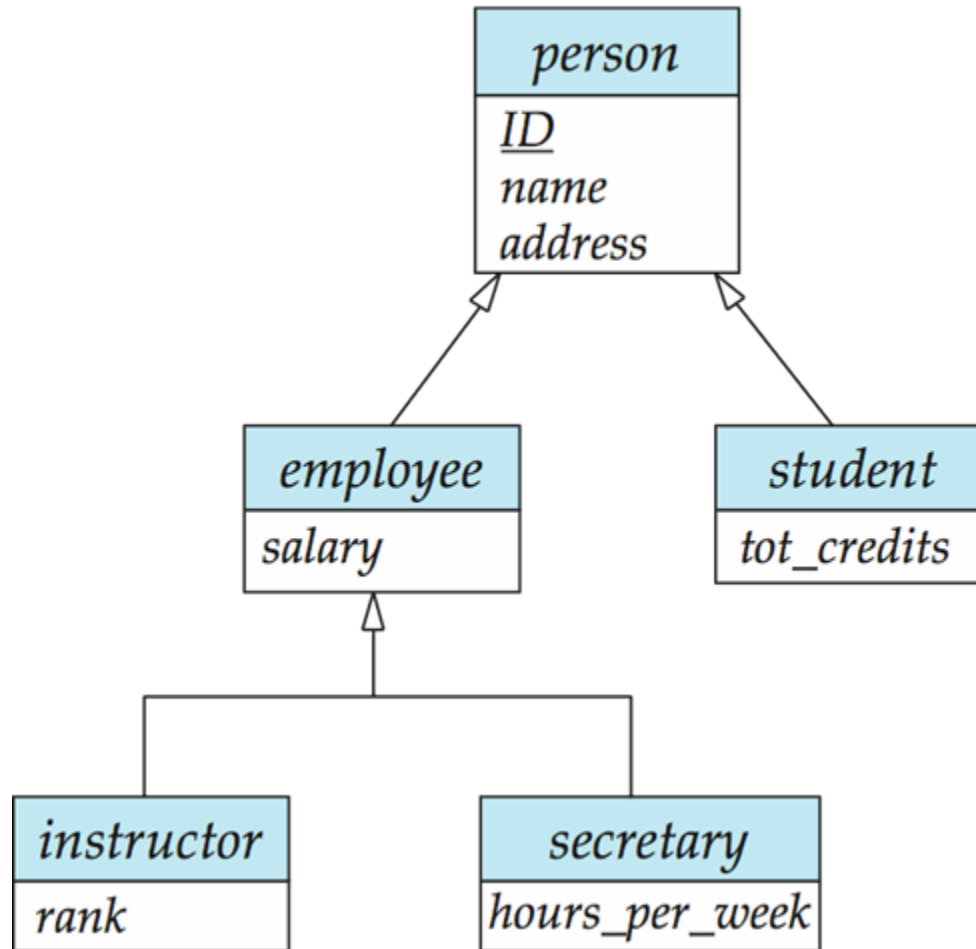 person
ID
name
address
employee
salary
student
tot_credits
instructor
rank
secretary
hours_per_week